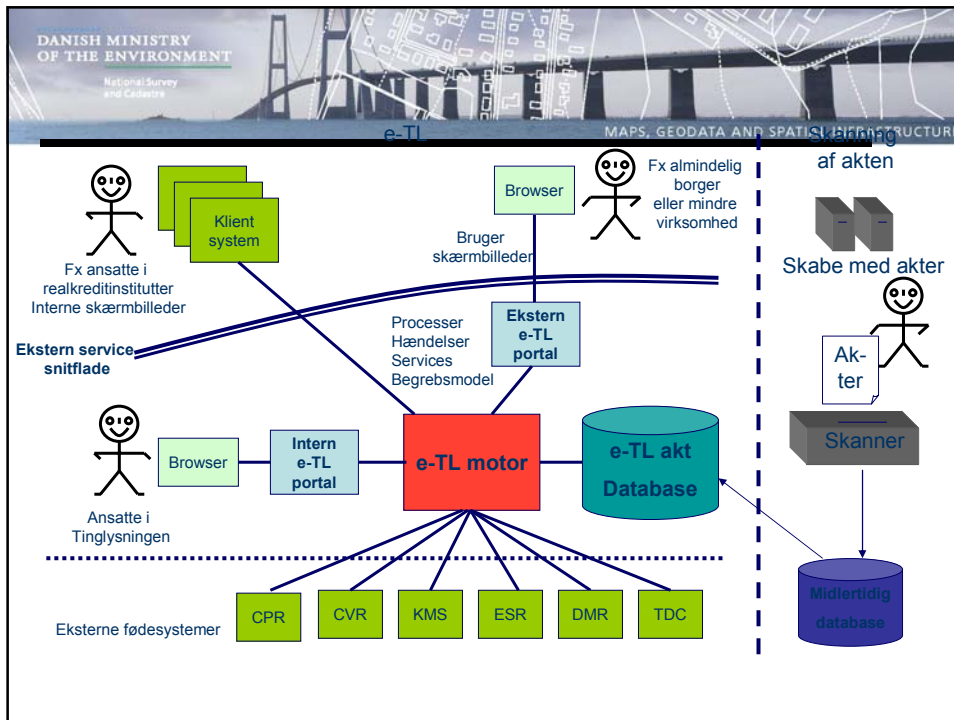 DANISH MINISTRY
OF THE ENVIRONMENT
National Survey
and Cadastre
MAPS, GEODATA AND SPATIAL INFRASTRUCTURE
e-TL
Skanning
af akten
Klient
system
Browser
Fx almindelig
borger
eller mindre
virksomhed
Bruger
skærmbilleder
Skabe med akter
Fx ansatte i
realkreditinstitutter
Interne skærmbilleder
Ekstern service
snitflade
Processer
Hændelser
Services
Begrebsmodel
Ekstern
e-TL
portal
Ak-
ter
Skanner
Browser
Intern
e-TL
portal
e-TL motor
e-TL akt
Database
Ansatte i
Tinglysningen
Midlertidig
database
Eksterne fødesystemer
CPR
CVR
KMS
ESR
DMR
TDC